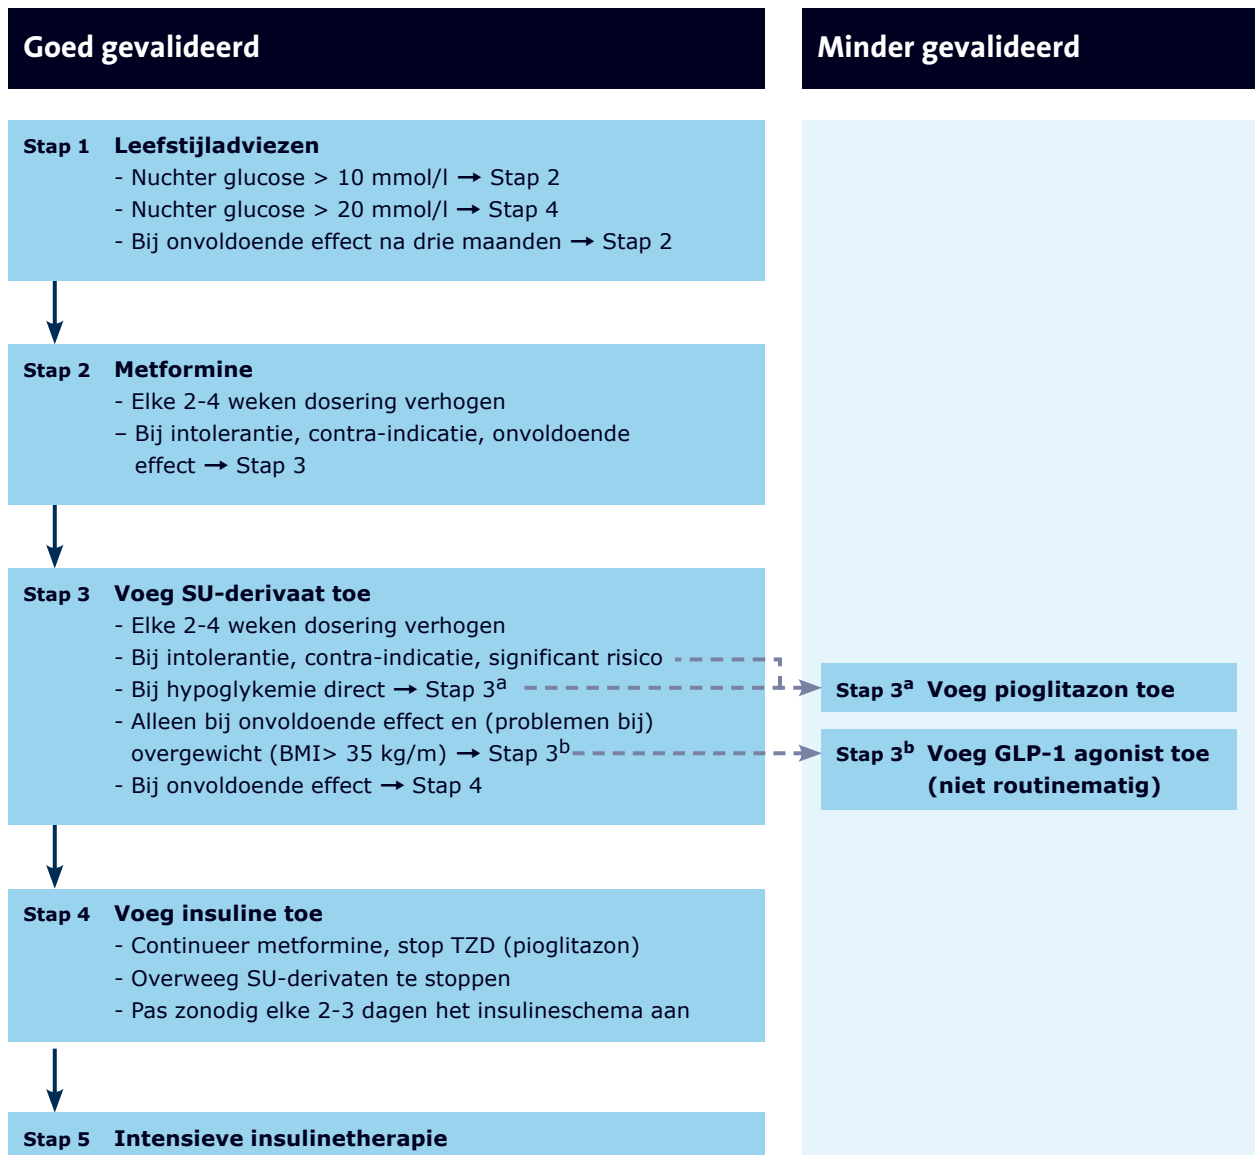 Goed gevalideerd
Minder gevalideerd
Stap 1 Leefstijladviezen
- Nuchter glucose > 10 mmol/l → Stap 2
- Nuchter glucose > 20 mmol/l → Stap 4
- Bij onvoldoende effect na drie maanden → Stap 2
Stap 2 Metformine
- Elke 2-4 weken dosering verhogen
– Bij intolerantie, contra-indicatie, onvoldoende
effect → Stap 3
Stap 3 Voeg SU-derivaat toe
- Elke 2-4 weken dosering verhogen
- Bij intolerantie, contra-indicatie, significant risico
- Bij hypoglykemie direct → Stap 3a
- Alleen bij onvoldoende effect en (problemen bij)
overgewicht (BMI> 35 kg/m) → Stap 3b
- Bij onvoldoende effect → Stap 4
Stap 3a Voeg pioglitazon toe
Stap 3b Voeg GLP-1 agonist toe
(niet routinematig)
Stap 4 Voeg insuline toe
- Continueer metformine, stop TZD (pioglitazon)
- Overweeg SU-derivaten te stoppen
- Pas zonodig elke 2-3 dagen het insulineschema aan
Stap 5 Intensieve insulinetherapie